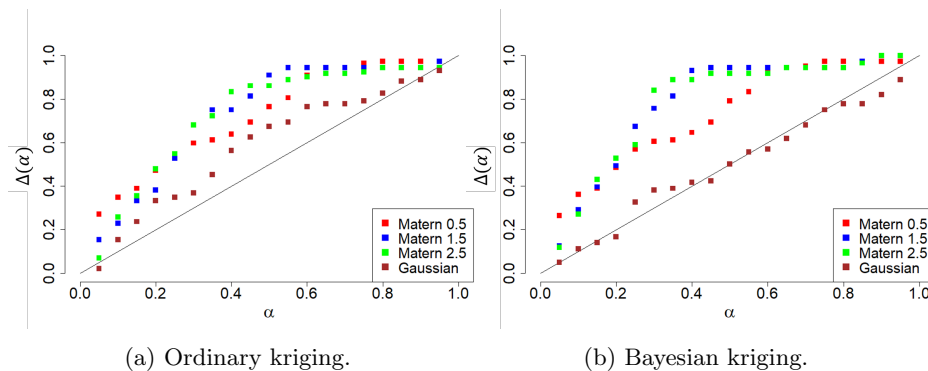 Δ(α)
1.0
0.8
0.6
0.4
0.2
0.0
Matern 0.5
Matern 1.5
Matern 2.5
Gaussian
0.0 0.2 0.4 0.6 0.8 1.0
α
(a) Ordinary kriging.
Δ(α)
1.0
0.8
0.6
0.4
0.2
0.0
Matern 0.5
Matern 1.5
Matern 2.5
Gaussian
0.0 0.2 0.4 0.6 0.8 1.0
α
(b) Bayesian kriging.